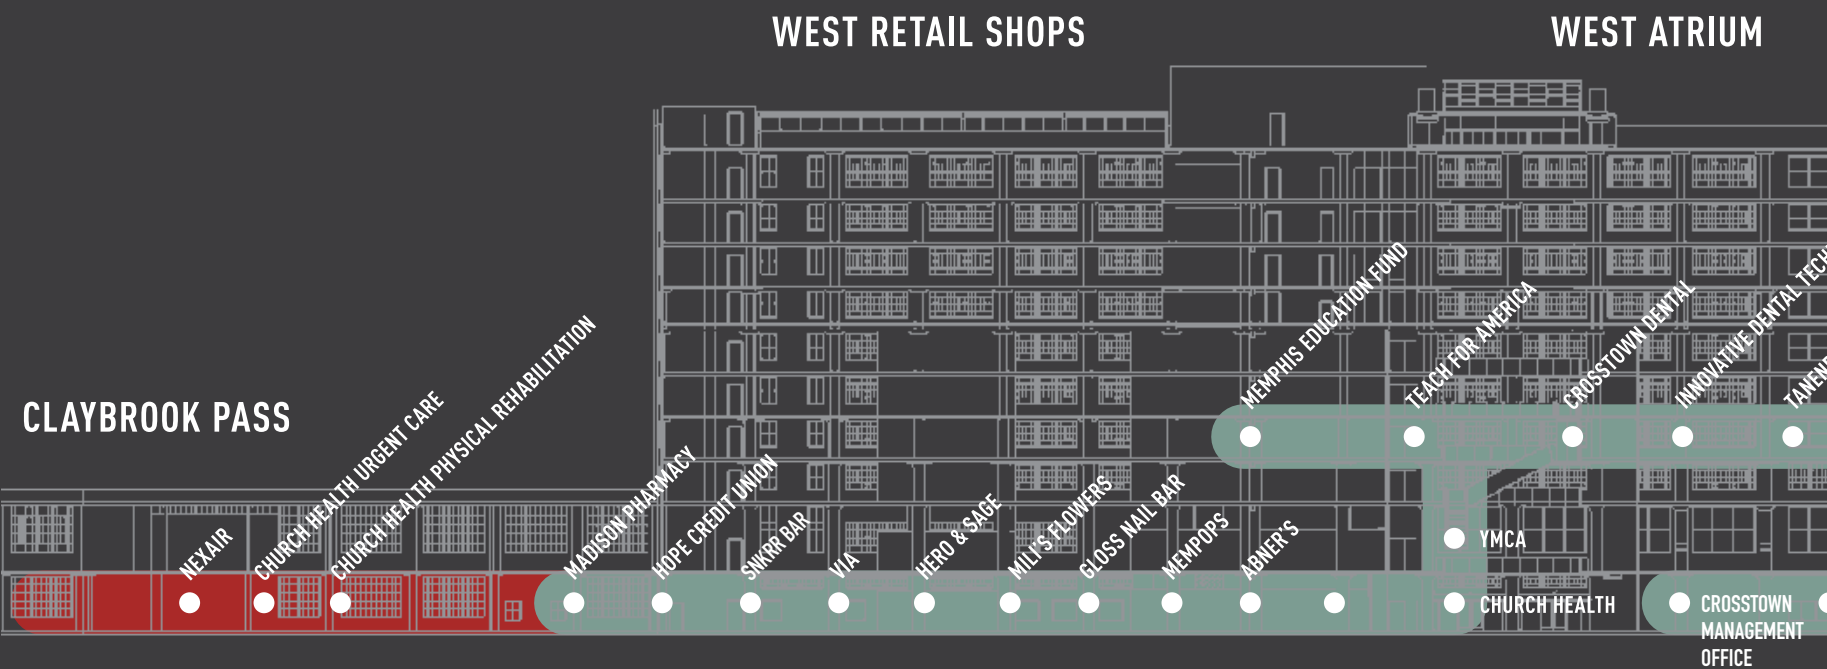 WEST RETAIL SHOPS
WEST ATRIUM
CLAYBROOK PASS
NEXAIR
CHURCH HEALTH URGENT CARE
CHURCH HEALTH PHYSICAL REHABILITATION
MADISON PHARMACY
HOPE CREDIT UNION
SNKRR BAR
VIA
HERO & SAGE
MILI'S FLOWERS
GLOSS NAIL BAR
MEMPOPS
ABNER'S
MEMPHIS EDUCATION FUND
TEACH FOR AMERICA
CROSSTOWN DENTAL
INNOVATIVE DENTAL TECH
YMCA
CHURCH HEALTH
CROSSTOWN
MANAGEMENT
OFFICE